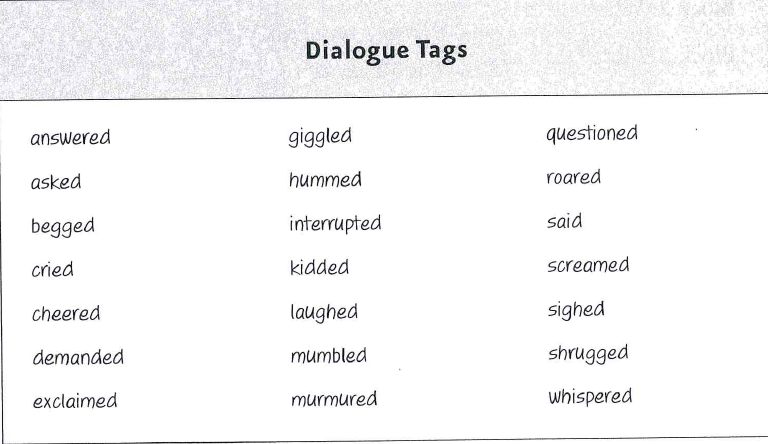 Dialogue Tags
answered giggled questioned
asked hummed roared
begged interrupted said
cried kidded screamed
cheered laughed sighed
demanded mumbled shrugged
exclaimed murmured whispered